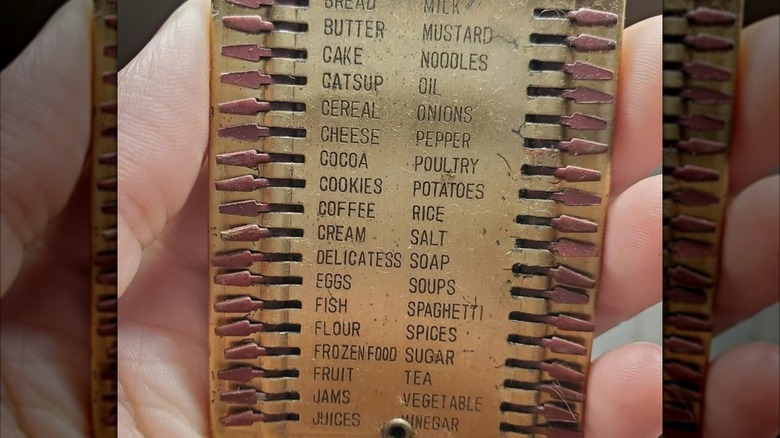 BREAD
BUTTER
CAKE
CATSUP
CEREAL
CHEESE
COCOA
COOKIES
COFFEE
CREAM
DELICATESS
EGGS
FISH
FLOUR
FROZEN FOOD
FRUIT
JAMS
JUICES
MILK
MUSTARD
NOODLES
OIL
ONIONS
PEPPER
POULTRY
POTATOES
RICE
SALT
SOAP
SOUPS
SPAGHETTI
SPICES
SUGAR
TEA
VEGETABLE
VINEGAR